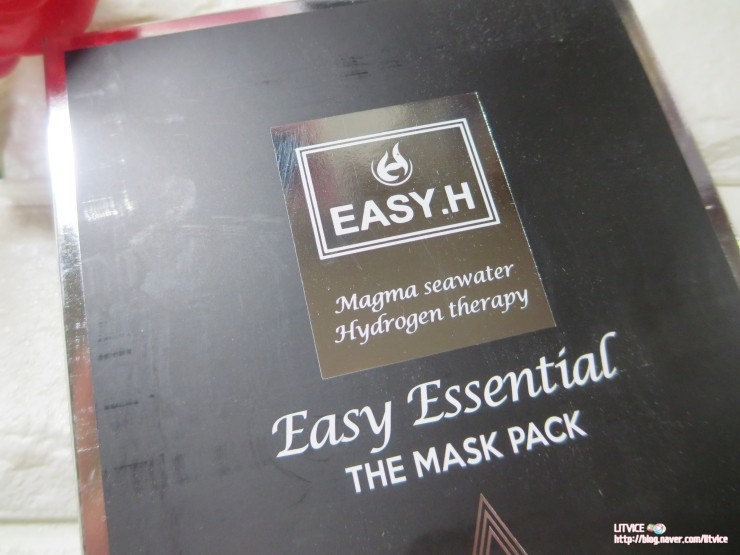 EASY.H
Magma seawater
Hydrogen therapy
Easy Essential
THE MASK PACK
LITVICE
http://blog.naver.com/litvice